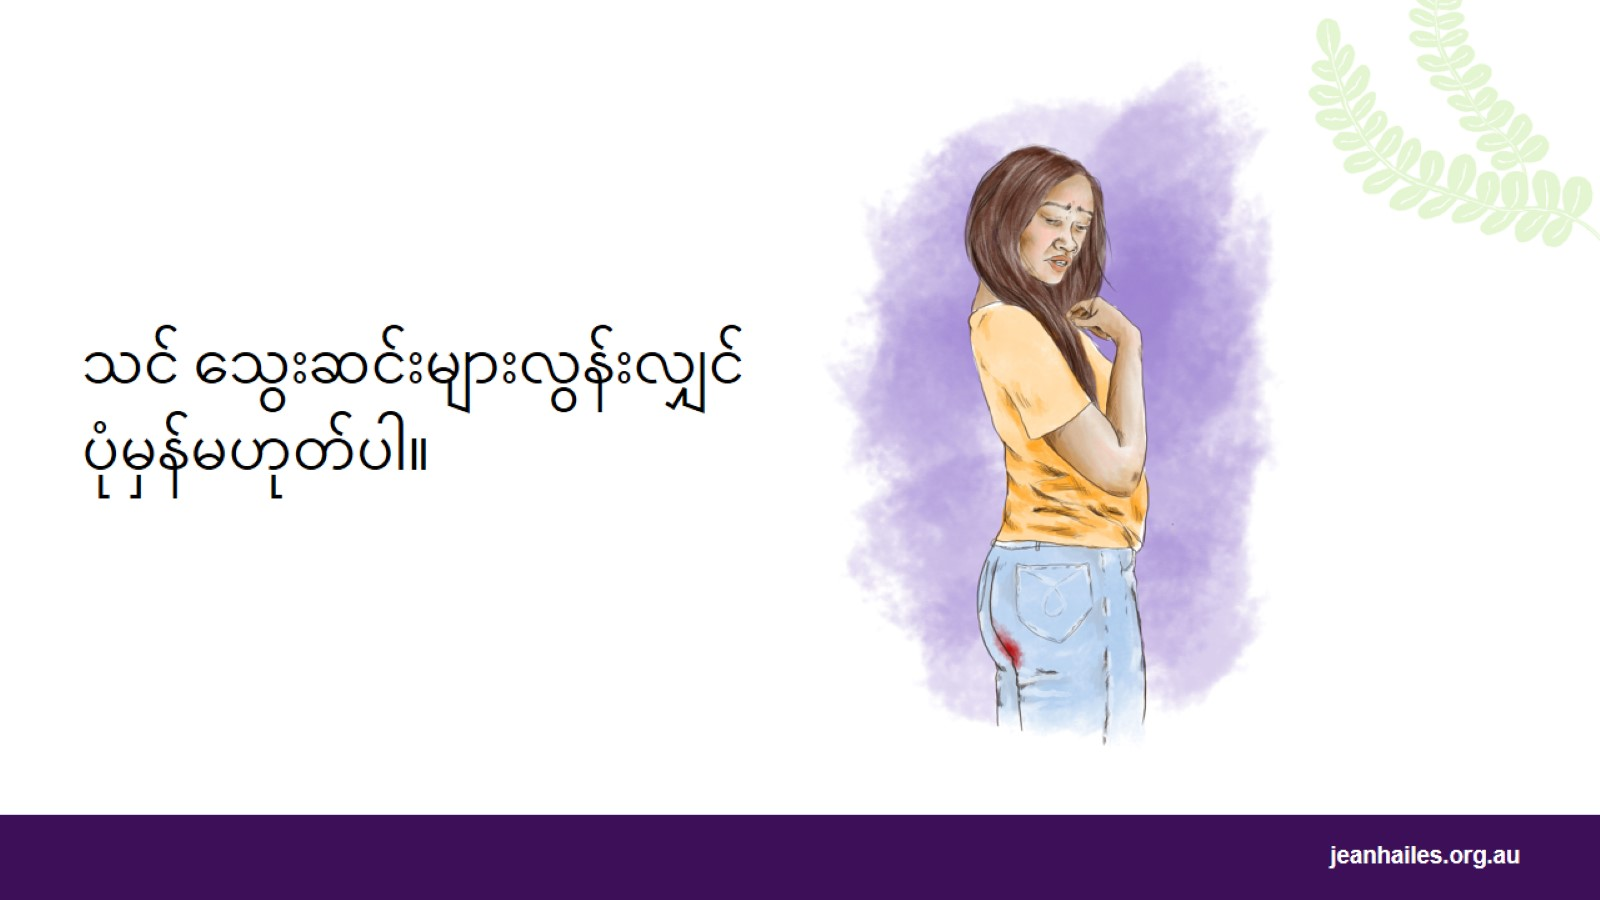 သင် သွေးဆင်းများလွန်းလျှင်
ပုံမှန်မဟုတ်ပါ။
jeanhailes.org.au